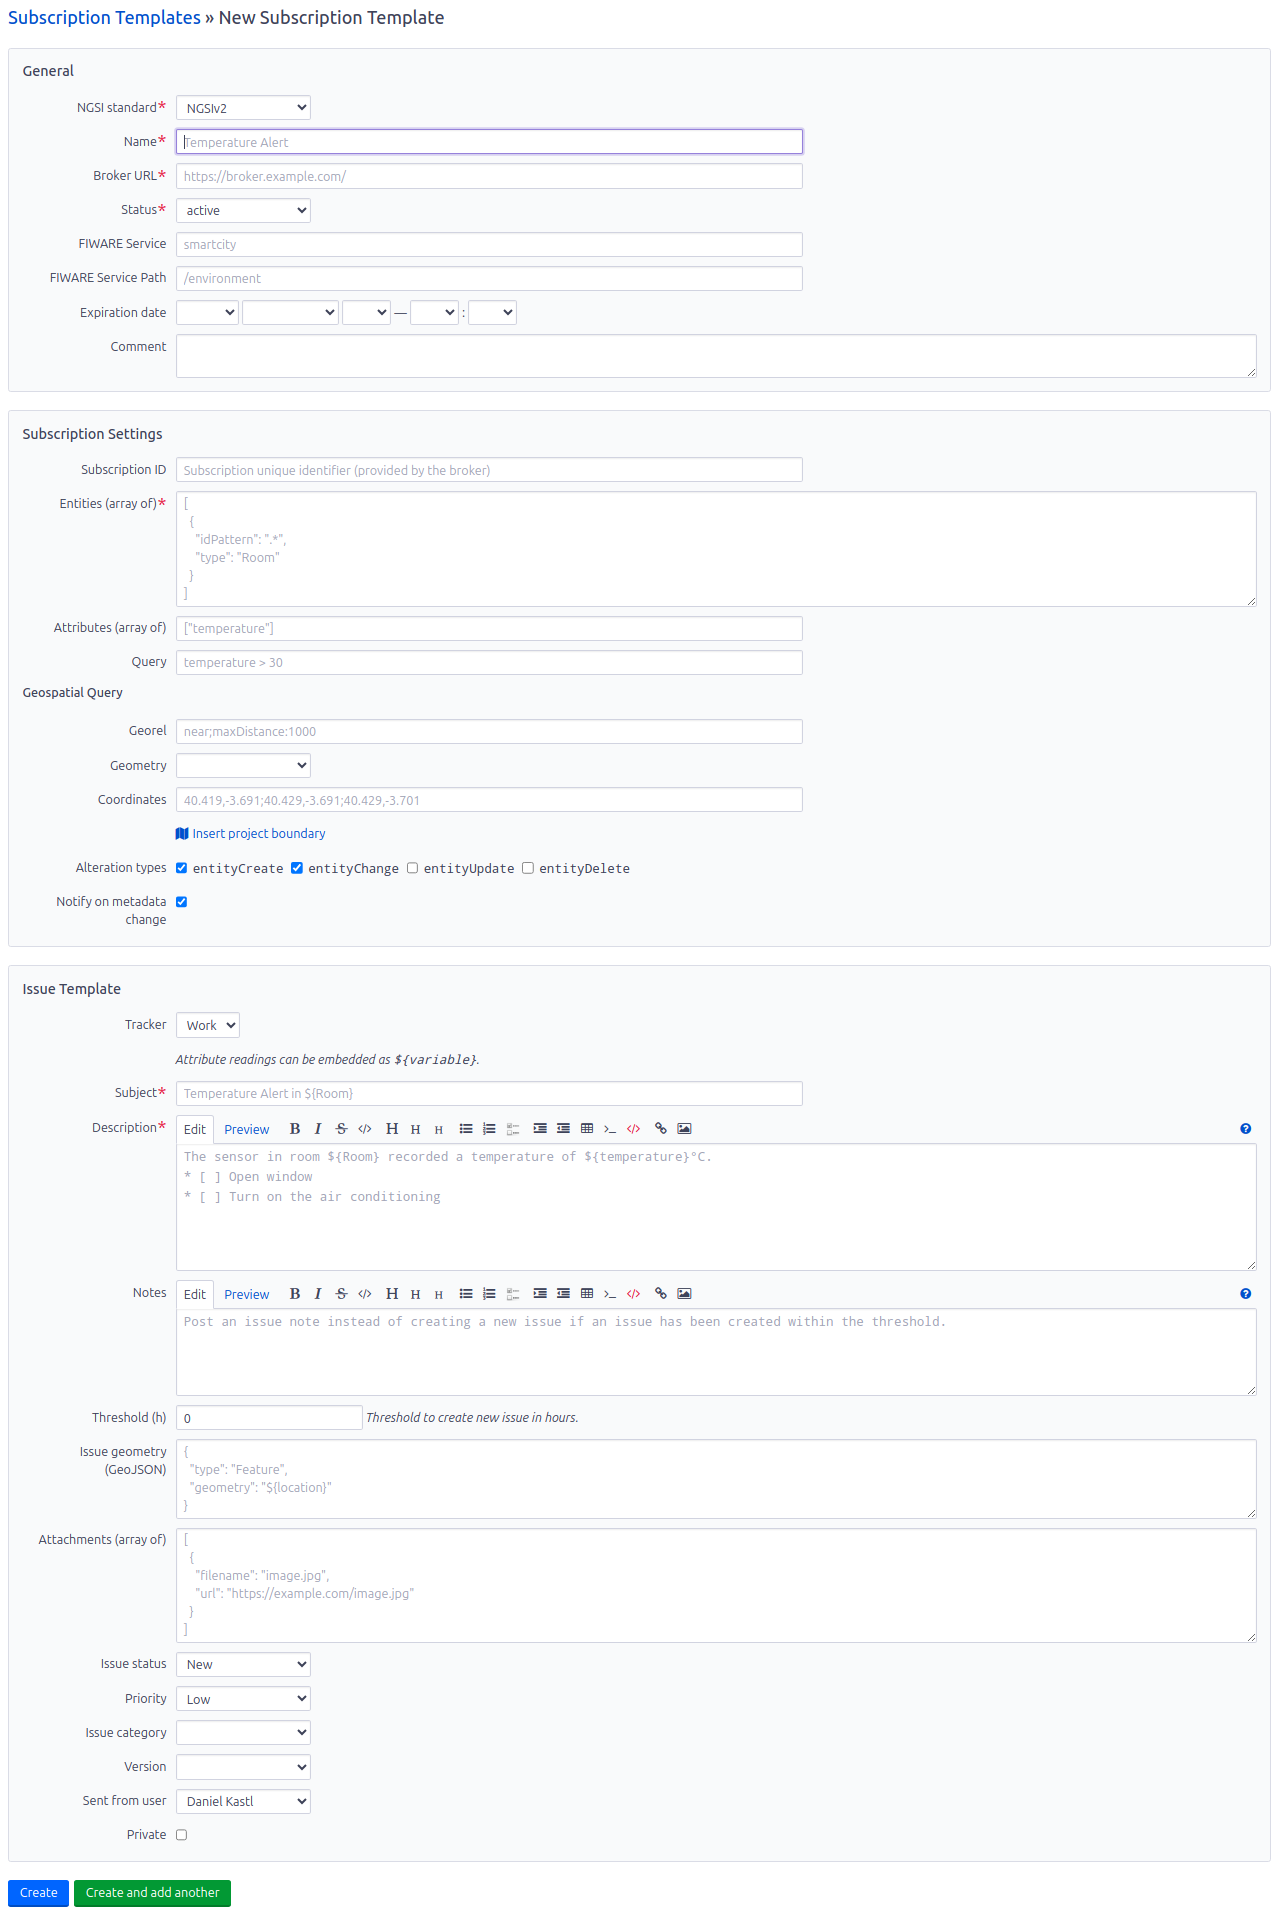 Subscription Templates » New Subscription Template
General
NGSI standard*
NGSIv2
Name*
Temperature Alert
Broker URL*
https://broker.example.com/
Status*
active
FIWARE Service
smartcity
FIWARE Service Path
/environment
Expiration date
— :
Comment
Subscription Settings
Subscription ID
Subscription unique identifier (provided by the broker)
Entities (array of)*
[
{
"idPattern": ".*",
"type": "Room"
}
]
Attributes (array of)
["temperature"]
Query
temperature > 30
Geospatial Query
Georel
near;maxDistance:1000
Geometry
Coordinates
40.419,-3.691;40.429,-3.691;40.429,-3.701
Insert project boundary
Alteration types
entityCreate entityChange entityUpdate entityDelete
Notify on metadata
change
Issue Template
Tracker
Work
Attribute readings can be embedded as ${variable}.
Subject*
Temperature Alert in ${Room}
Description*
Edit Preview B I S </> H H H >_ </> ?
The sensor in room ${Room} recorded a temperature of ${temperature}°C.
* [ ] Open window
* [ ] Turn on the air conditioning
Notes
Edit Preview B I S </> H H H >_ </> ?
Post an issue note instead of creating a new issue if an issue has been created within the threshold.
Threshold (h)
0
Threshold to create new issue in hours.
Issue geometry
(GeoJSON)
{
"type": "Feature",
"geometry": "${location}"
}
Attachments (array of)
[
{
"filename": "image.jpg",
"url": "https://example.com/image.jpg"
}
]
Issue status
New
Priority
Low
Issue category
Version
Sent from user
Daniel Kastl
Private
Create
Create and add another